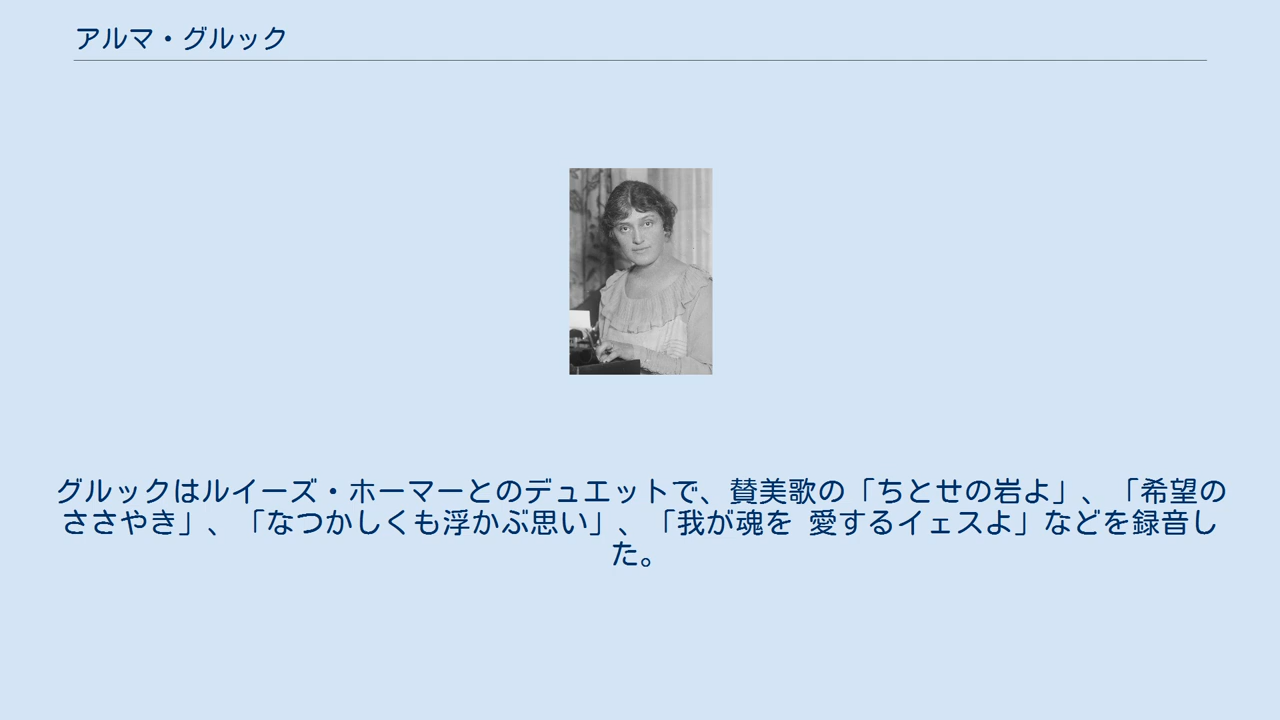 アルマ・グルック
グルックはルイーズ・ホーマーとのデュエットで、賛美歌の「ちとせの岩よ」、「希望の
ささやき」、「なつかしくも浮かぶ思い」、「我が魂を 愛するイェスよ」などを録音し
た。